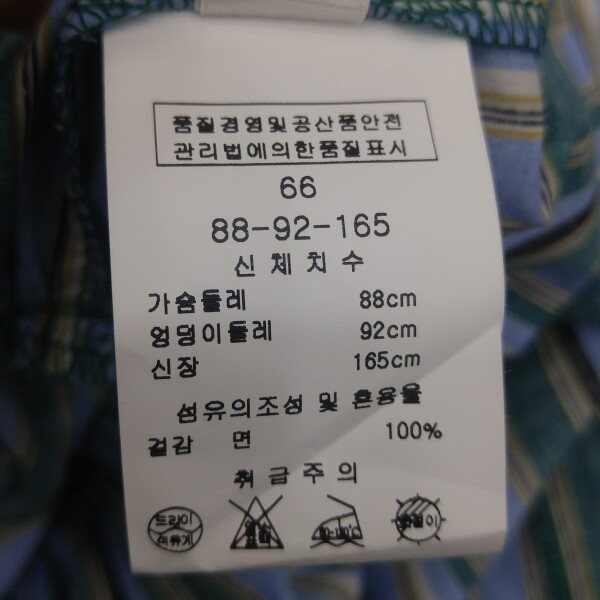 품질경영및공산품안전
관리법에의한품질표시
66
88-92-165
신체치수
가슴둘레 88cm
엉덩이둘레 92cm
신장 165cm
섬유의조성 및 혼용율
겉감 면 100%
취급주의
드라이